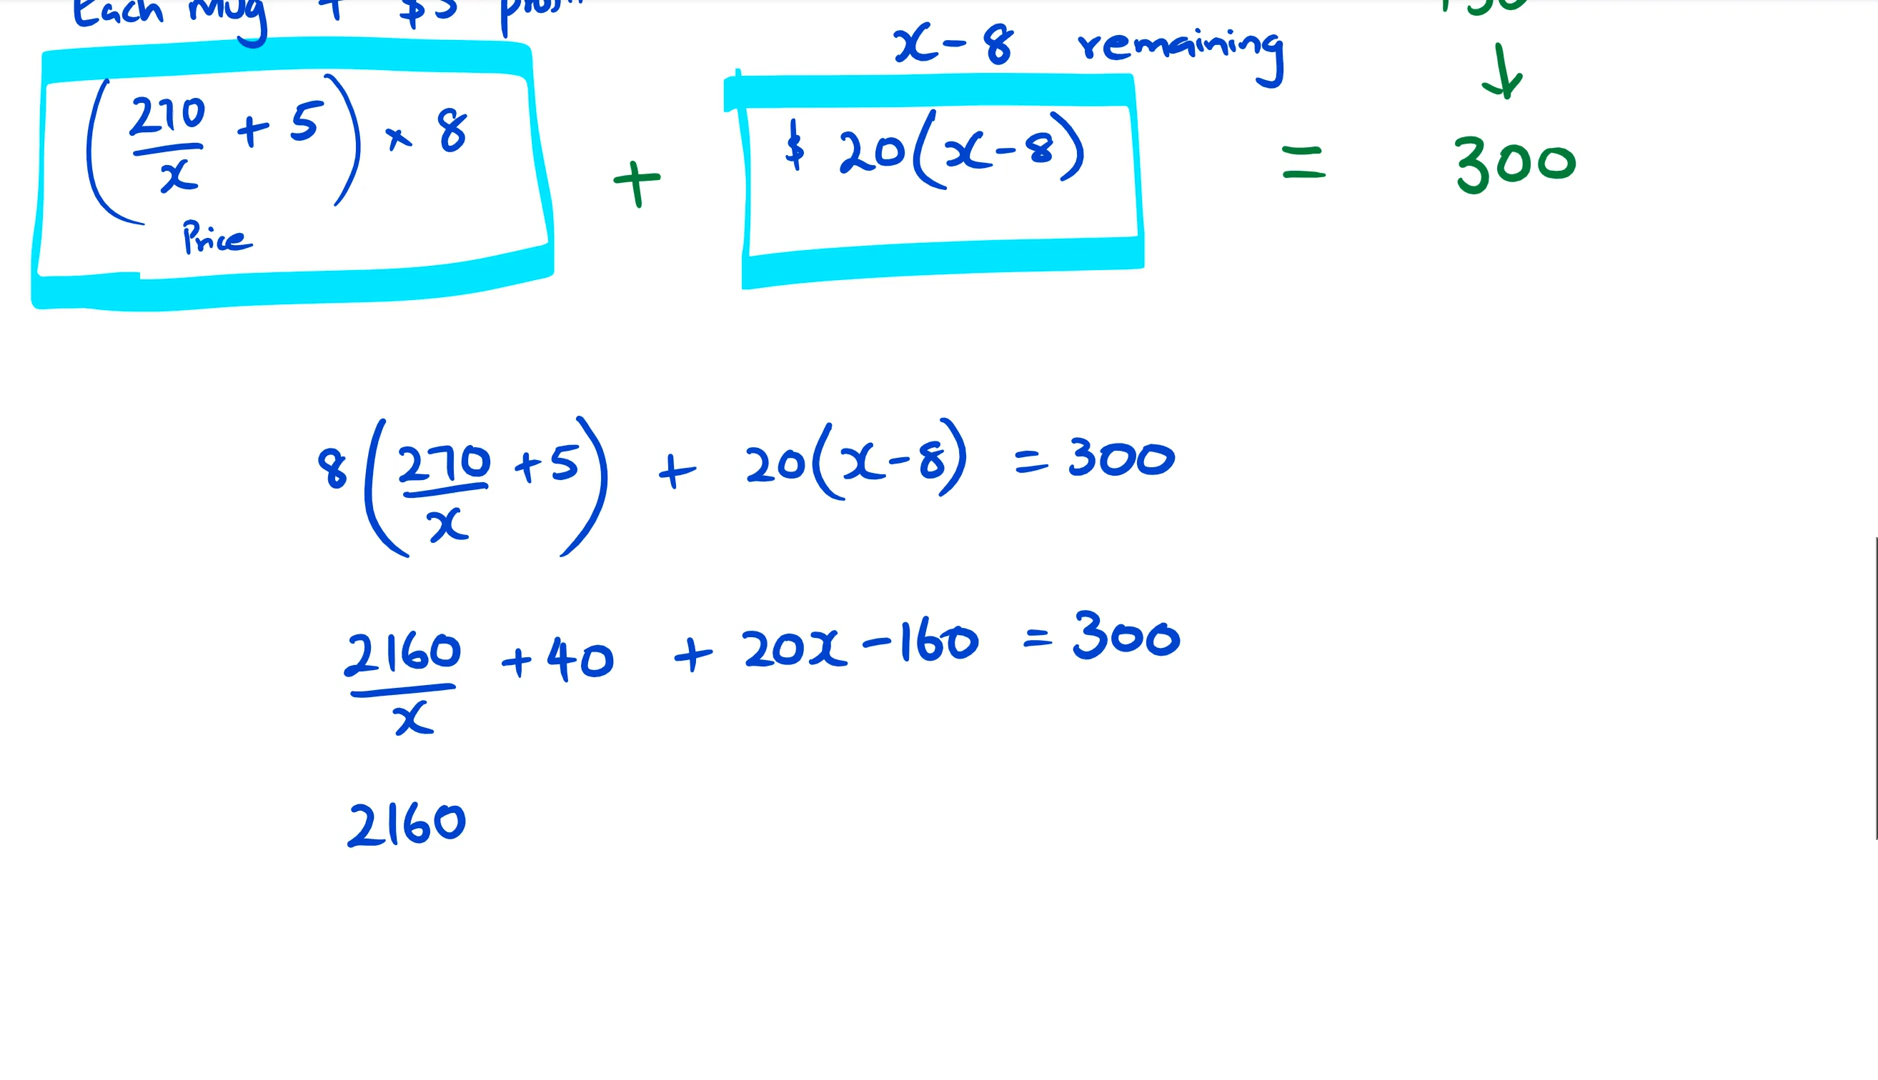 Each Mug + $5
x-8 remaining
(270/x + 5) × 8 + $ 20(x-8) = 300
Price
8(270/x +5) + 20(x-8) = 300
2160/x +40 + 20x -160 = 300
2160